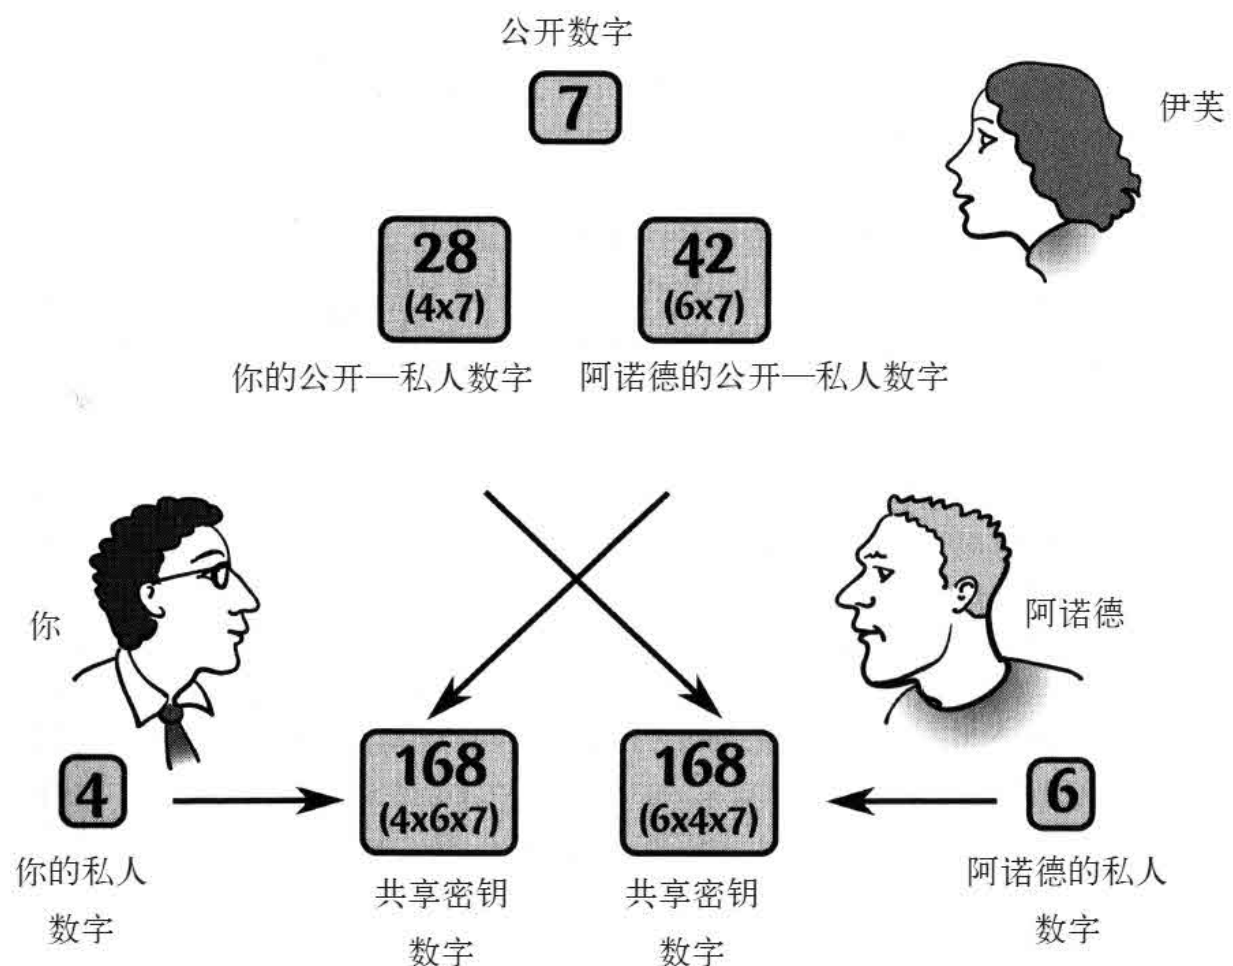 公开数字
7
伊芙
28
(4x7)
42
(6x7)
你的公开—私人数字
阿诺德的公开—私人数字
你
阿诺德
168
(4x6x7)
168
(6x4x7)
4
6
你的私人
数字
共享密钥
数字
共享密钥
数字
阿诺德的私人
数字